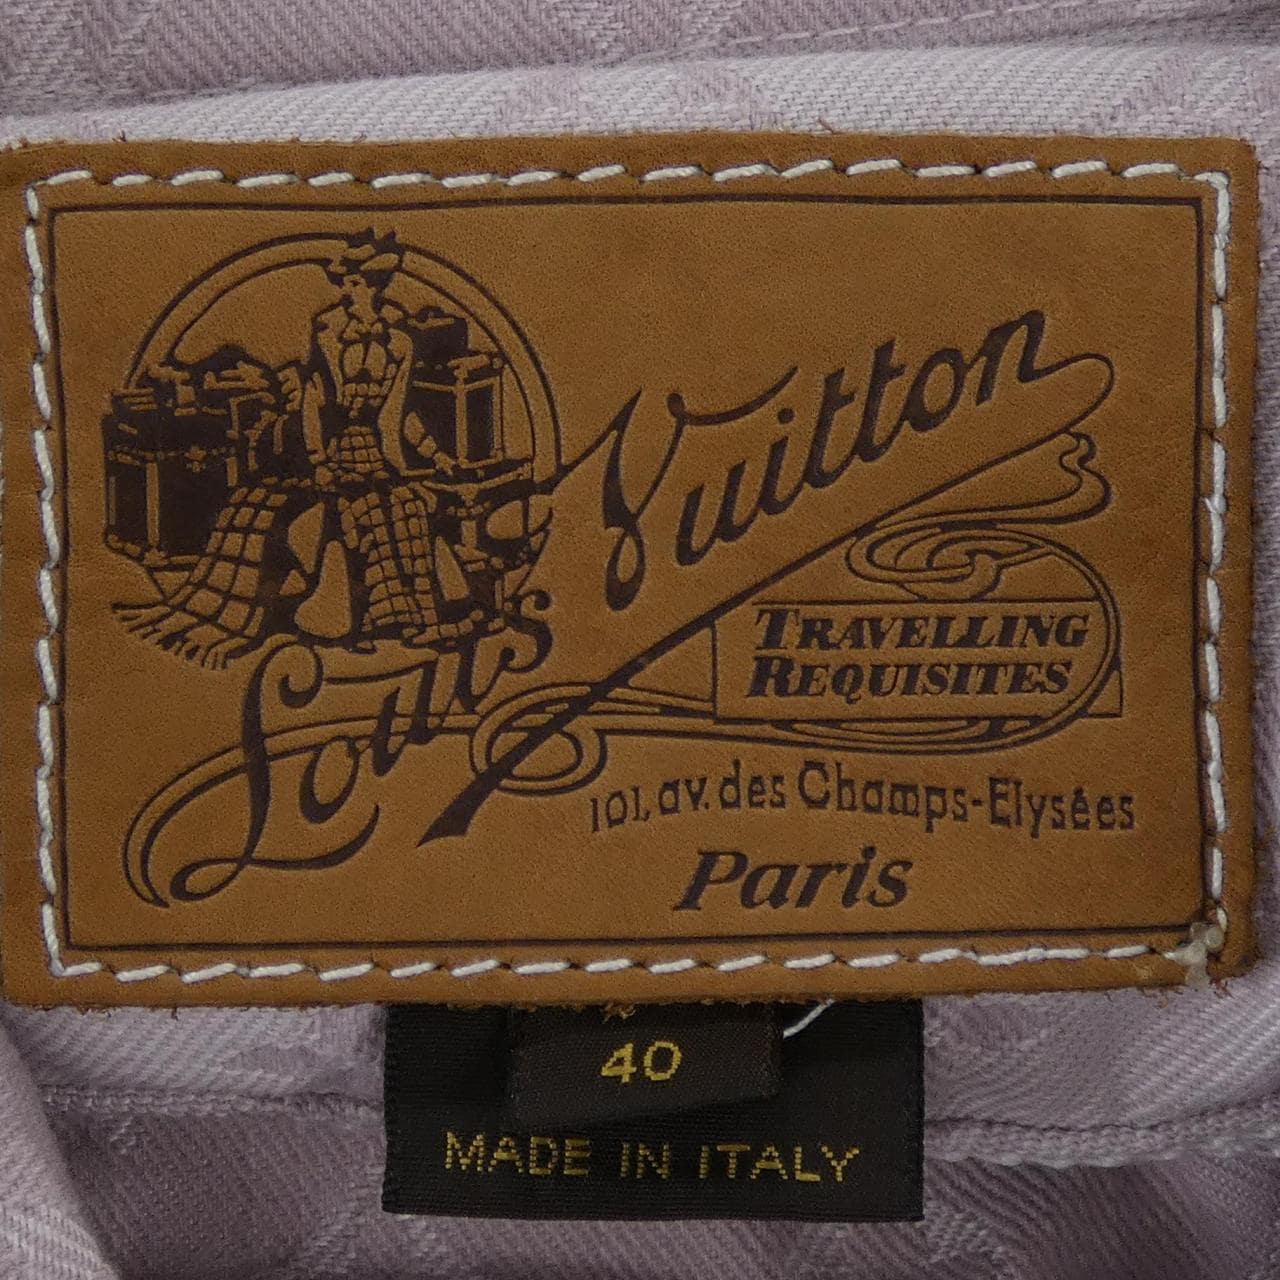 Louis Vuitton
TRAVELLING
REQUISITES
101, av. des Champs-Elysées
Paris
40
MADE IN ITALY